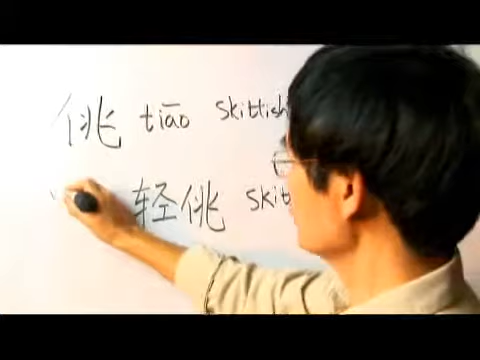 佻 tiāo skittish
轻佻 skit